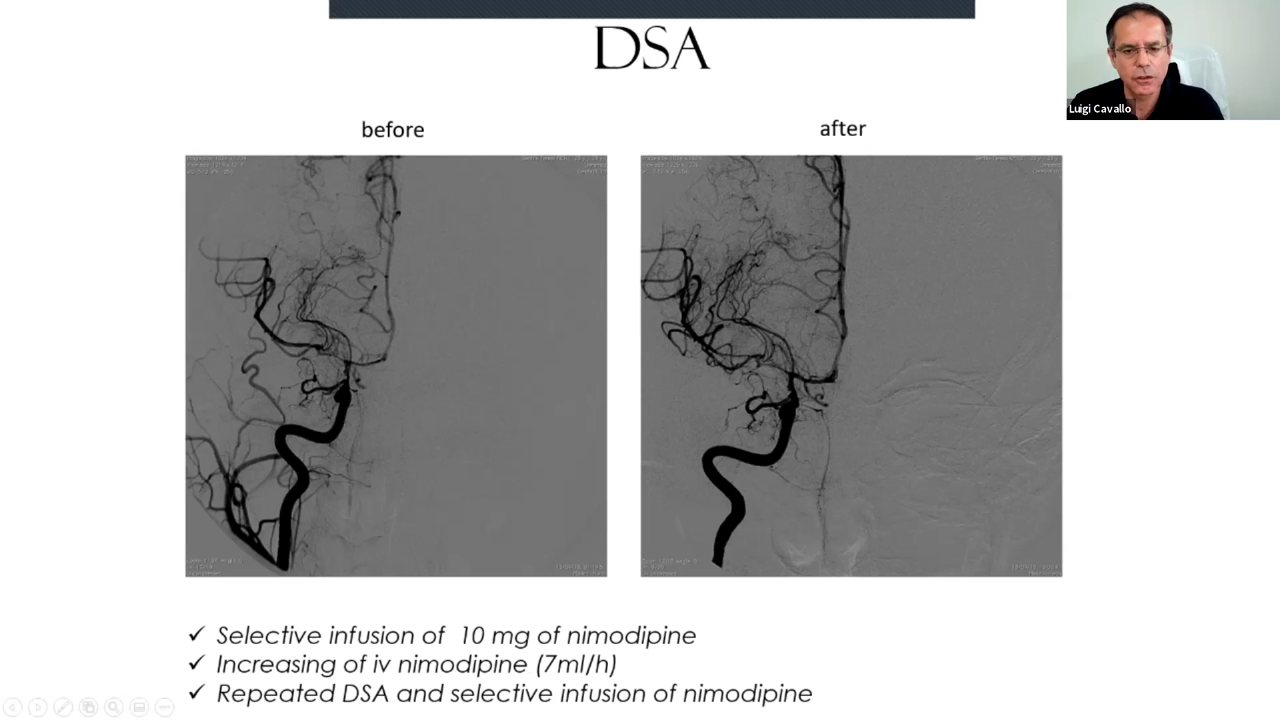 DSA
Luigi Cavallo
before
after
✓ Selective infusion of 10 mg of nimodipine
✓ Increasing of iv nimodipine (7ml/h)
✓ Repeated DSA and selective infusion of nimodipine